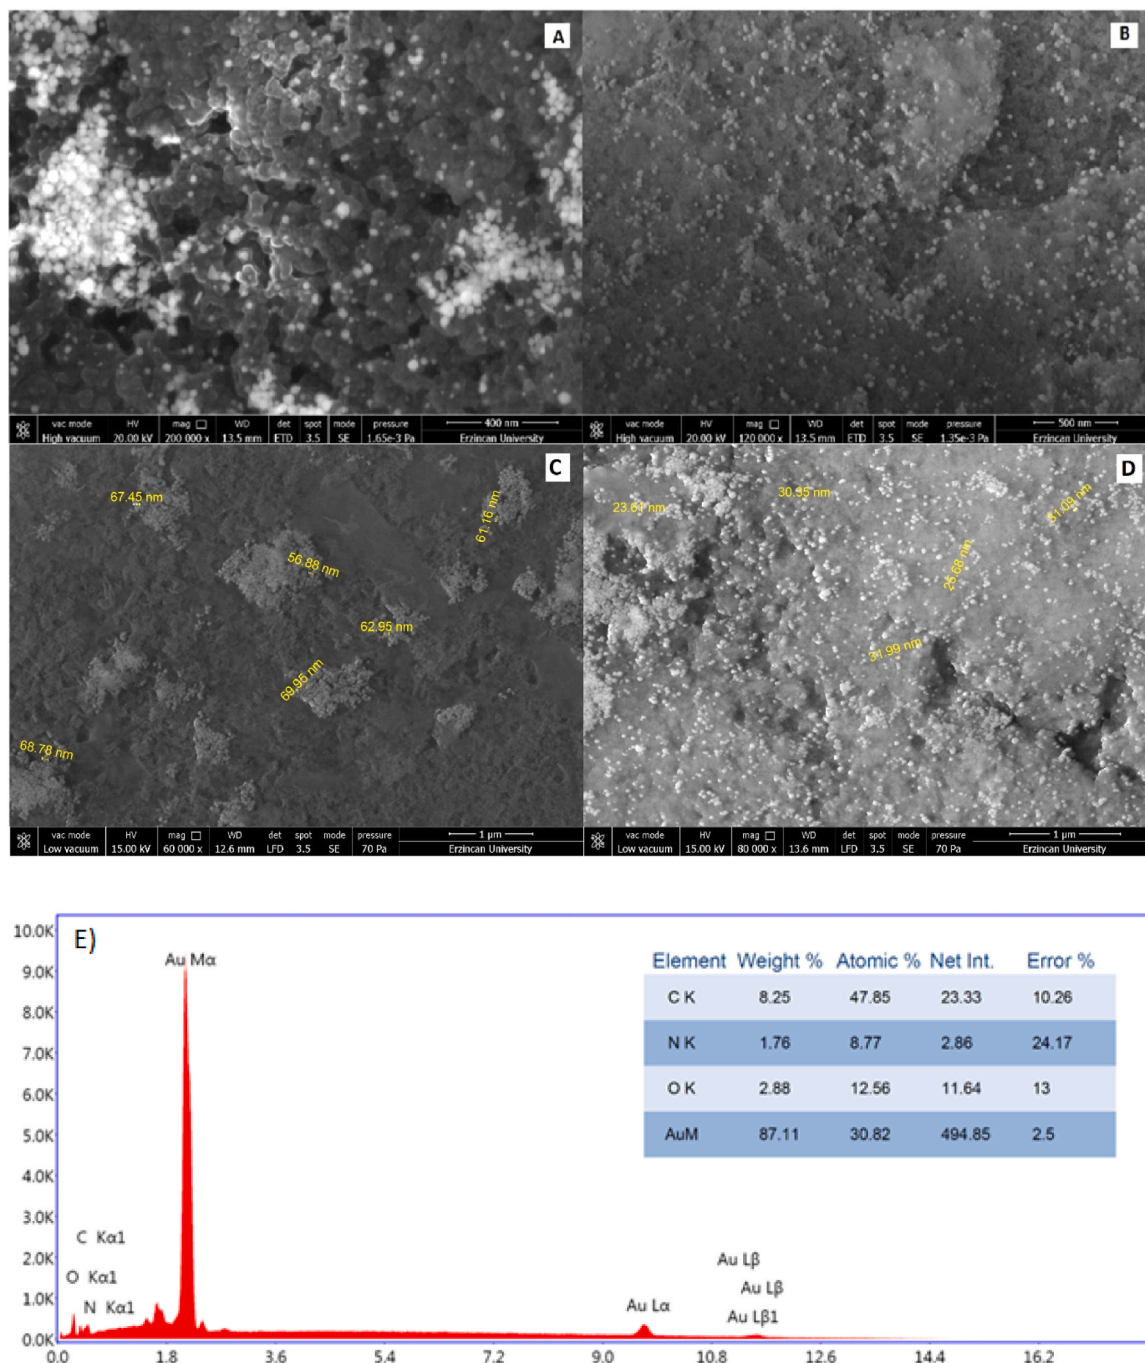 A
B
vac mode HV mag WD det spot mode pressure 400 nm
High vacuum 20.00 kV 200 000 x 13.5 mm ETD 3.5 SE 1.65e-3 Pa Erzincan University
vac mode HV mag WD det spot mode pressure 500 nm
High vacuum 20.00 kV 120 000 x 13.5 mm ETD 3.5 SE 1.35e-3 Pa Erzincan University
C
67.45 nm
61.16 nm
56.88 nm
62.95 nm
69.95 nm
68.78 nm
D
23.61 nm
30.35 nm
31.09 nm
25.68 nm
31.99 nm
vac mode HV mag WD det spot mode pressure 1 µm
Low vacuum 15.00 kV 60 000 x 12.6 mm LFD 3.5 SE 70 Pa Erzincan University
vac mode HV mag WD det spot mode pressure 1 µm
Low vacuum 15.00 kV 80 000 x 13.6 mm LFD 3.5 SE 70 Pa Erzincan University
E)
10.0K
9.0K
8.0K
7.0K
6.0K
5.0K
4.0K
3.0K
2.0K
1.0K
0.0K
Au Mα
C Kα1
O Kα1
N Kα1
Au Lα
Au Lβ
Au Lβ
Au Lβ1
Element Weight % Atomic % Net Int. Error %
C K 8.25 47.85 23.33 10.26
N K 1.76 8.77 2.86 24.17
O K 2.88 12.56 11.64 13
AuM 87.11 30.82 494.85 2.5
0.0 1.8 3.6 5.4 7.2 9.0 10.8 12.6 14.4 16.2